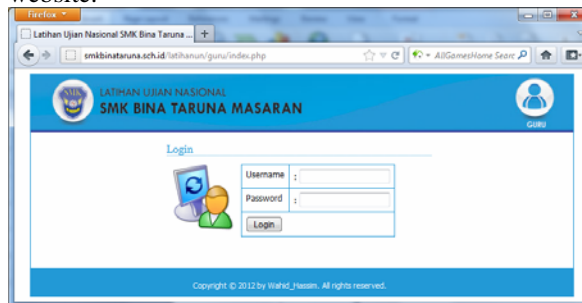 website.
Firefox
Latihan Ujian Nasional SMK Bina Taruna ... +
smkbinataruna.sch.id/latihanun/guru/index.php
AllGamesHome Searc
SMK
LATIHAN UJIAN NASIONAL
SMK BINA TARUNA MASARAN
GURU
Login
Username :
Password :
Login
Copyright © 2012 by Wahid_Hassim. All rights reserved.